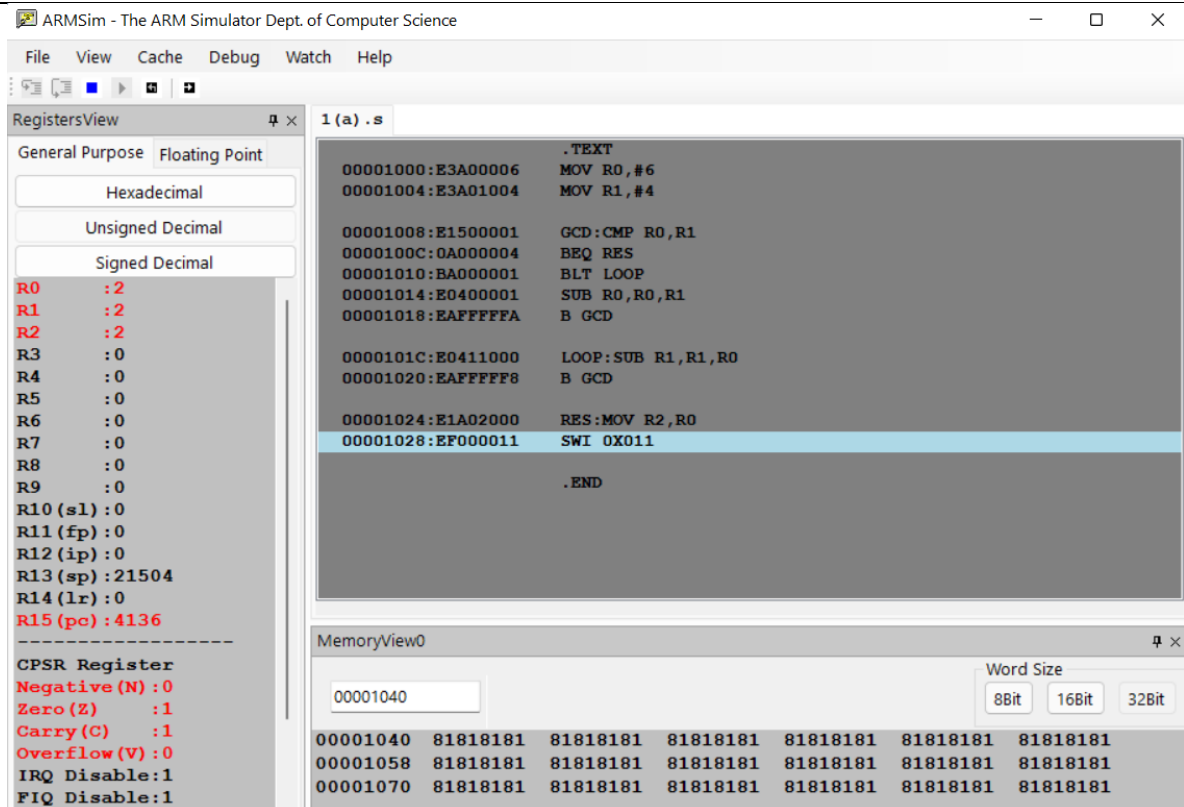 ARMSim - The ARM Simulator Dept. of Computer Science
File View Cache Debug Watch Help
RegistersView
General Purpose Floating Point
Hexadecimal
Unsigned Decimal
Signed Decimal
R0 :2
R1 :2
R2 :2
R3 :0
R4 :0
R5 :0
R6 :0
R7 :0
R8 :0
R9 :0
R10(sl):0
R11(fp):0
R12(ip):0
R13(sp):21504
R14(lr):0
R15(pc):4136
------------------
CPSR Register
Negative(N):0
Zero(Z) :1
Carry(C) :1
Overflow(V):0
IRQ Disable:1
FIQ Disable:1
1(a).s
.TEXT
00001000:E3A00006 MOV R0,#6
00001004:E3A01004 MOV R1,#4
00001008:E1500001 GCD:CMP R0,R1
0000100C:0A000004 BEQ RES
00001010:BA000001 BLT LOOP
00001014:E0400001 SUB R0,R0,R1
00001018:EAFFFFFA B GCD
0000101C:E0411000 LOOP:SUB R1,R1,R0
00001020:EAFFFFF8 B GCD
00001024:E1A02000 RES:MOV R2,R0
00001028:EF000011 SWI 0X011
.END
MemoryView0
00001040
Word Size
8Bit 16Bit 32Bit
00001040 81818181 81818181 81818181 81818181 81818181 81818181
00001058 81818181 81818181 81818181 81818181 81818181 81818181
00001070 81818181 81818181 81818181 81818181 81818181 81818181